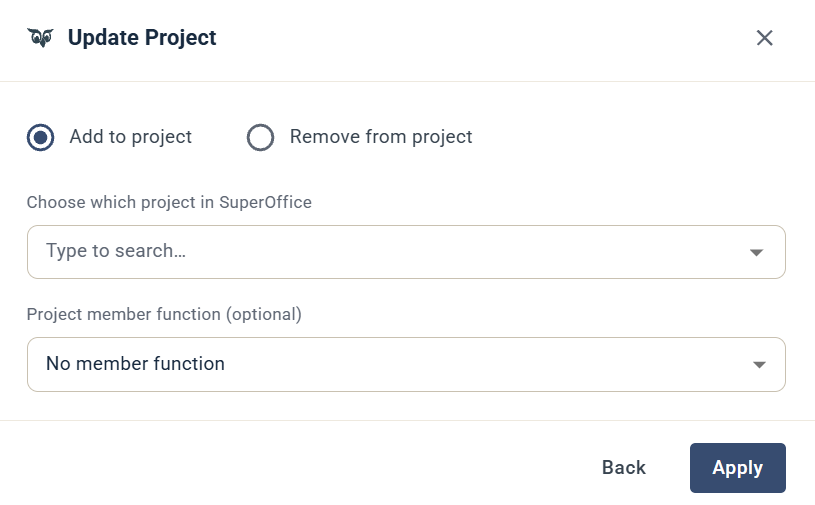 Update Project
Add to project
Remove from project
Choose which project in SuperOffice
Type to search...
Project member function (optional)
No member function
Back
Apply